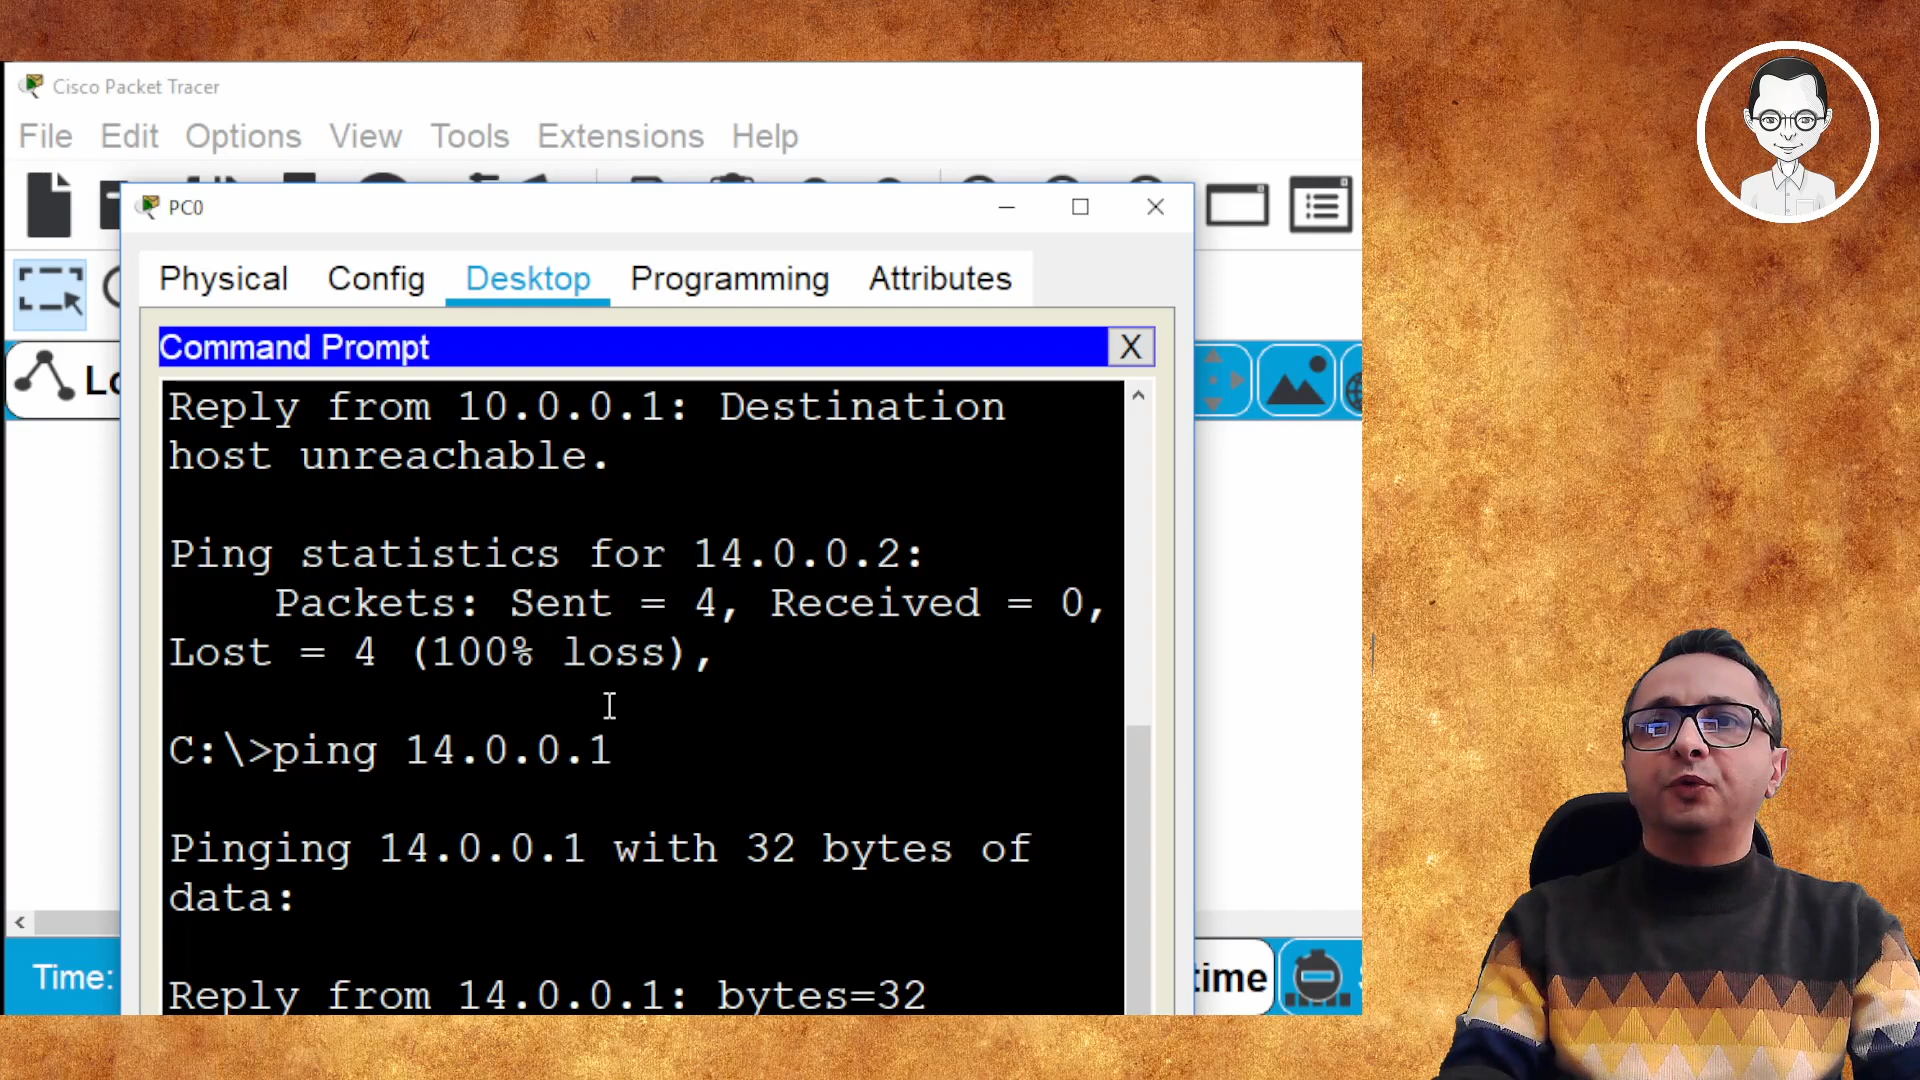 Cisco Packet Tracer
File Edit Options View Tools Extensions Help
PC0
Physical Config Desktop Programming Attributes
Command Prompt X
Reply from 10.0.0.1: Destination
host unreachable.
Ping statistics for 14.0.0.2:
Packets: Sent = 4, Received = 0,
Lost = 4 (100% loss),
C:\>ping 14.0.0.1
Pinging 14.0.0.1 with 32 bytes of
data:
Reply from 14.0.0.1: bytes=32
Time: